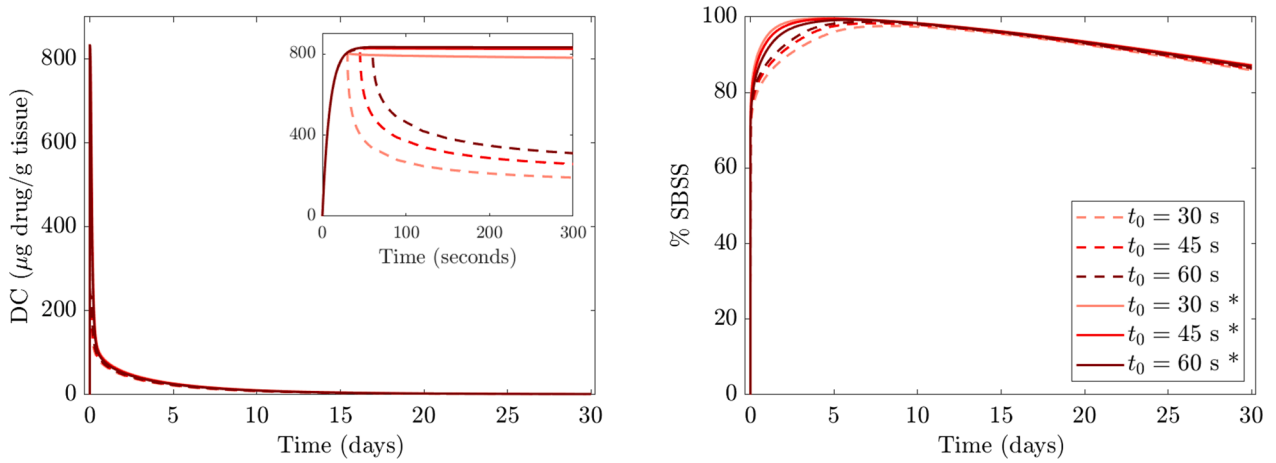 DC (μg drug/g tissue)
800
600
400
200
0
0 5 10 15 20 25 30
Time (days)
800
400
0
0 100 200 300
Time (seconds)
% SBSS
100
80
60
40
20
0
0 5 10 15 20 25 30
Time (days)
t₀ = 30 s
t₀ = 45 s
t₀ = 60 s
t₀ = 30 s *
t₀ = 45 s *
t₀ = 60 s *